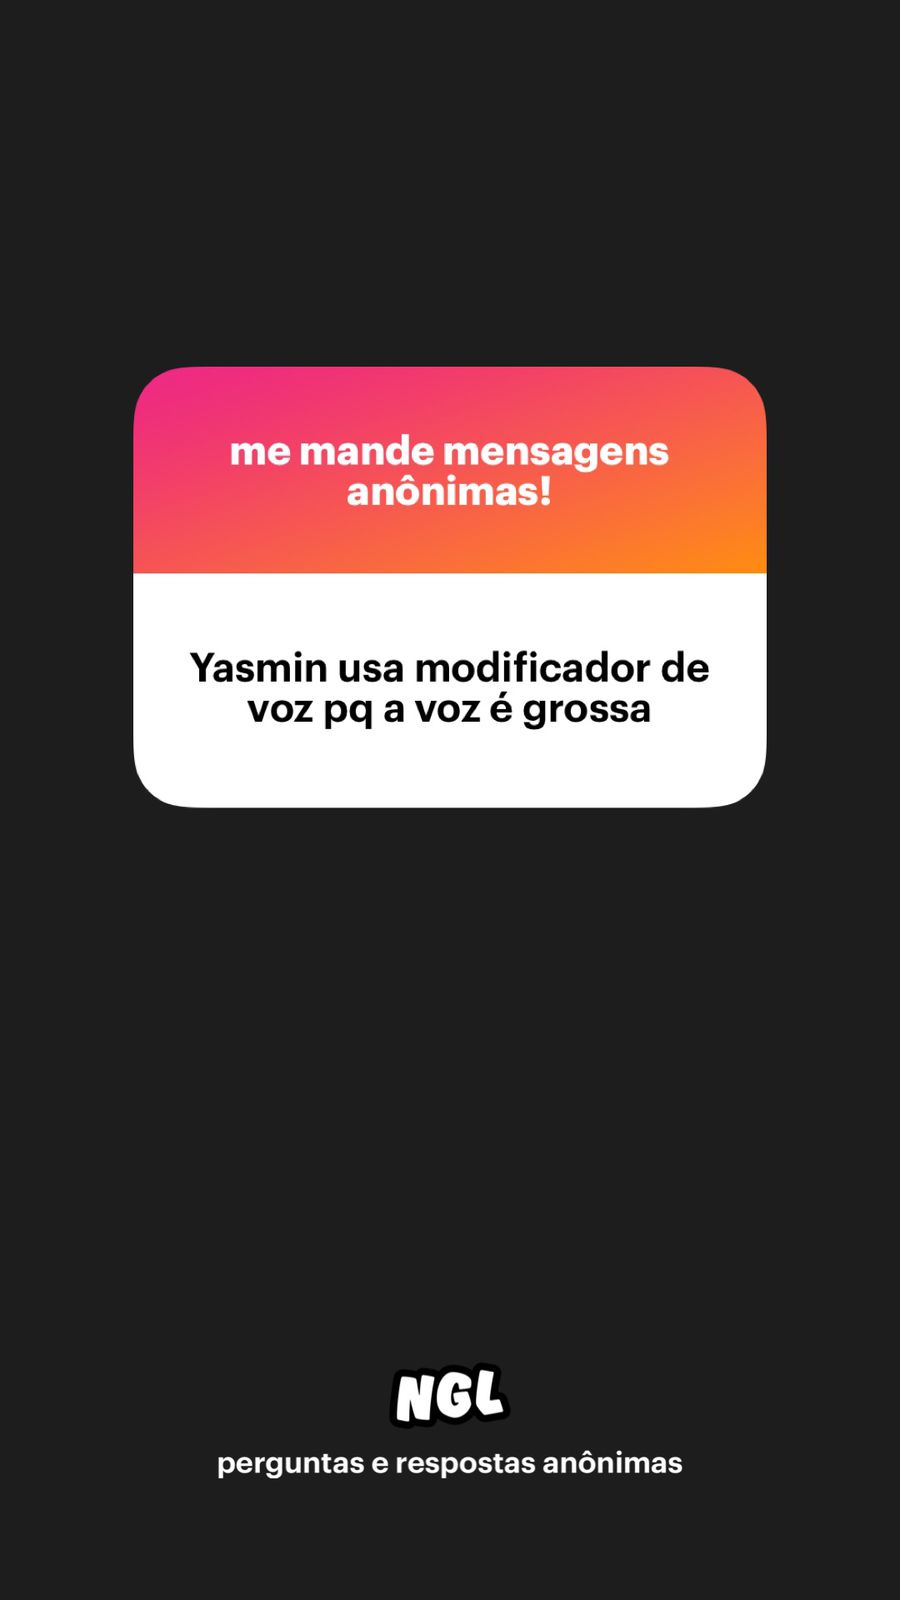 me mande mensagens
anônimas!
Yasmin usa modificador de
voz pq a voz é grossa
NGL
perguntas e respostas anônimas